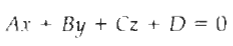 Ax + By + Cz + D = 0